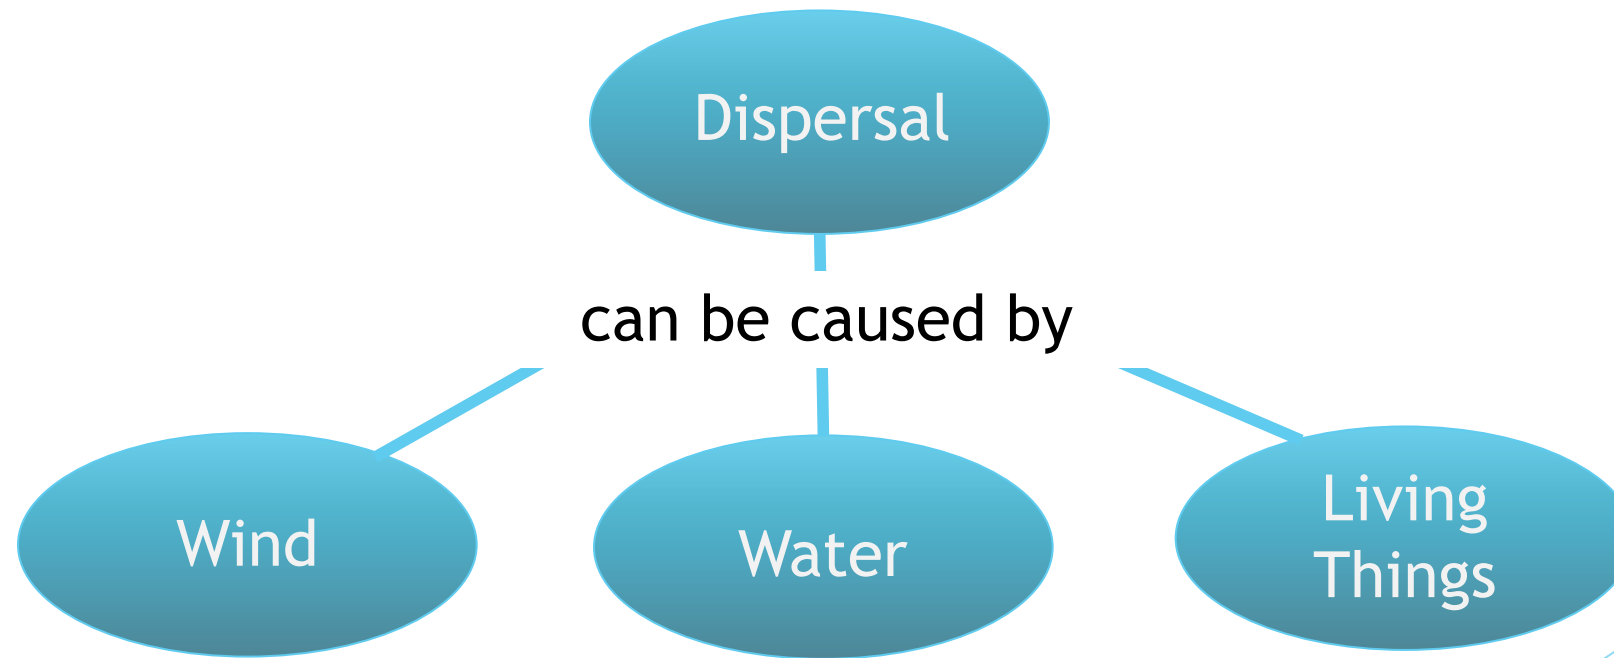 Dispersal
can be caused by
Wind
Water
Living
Things